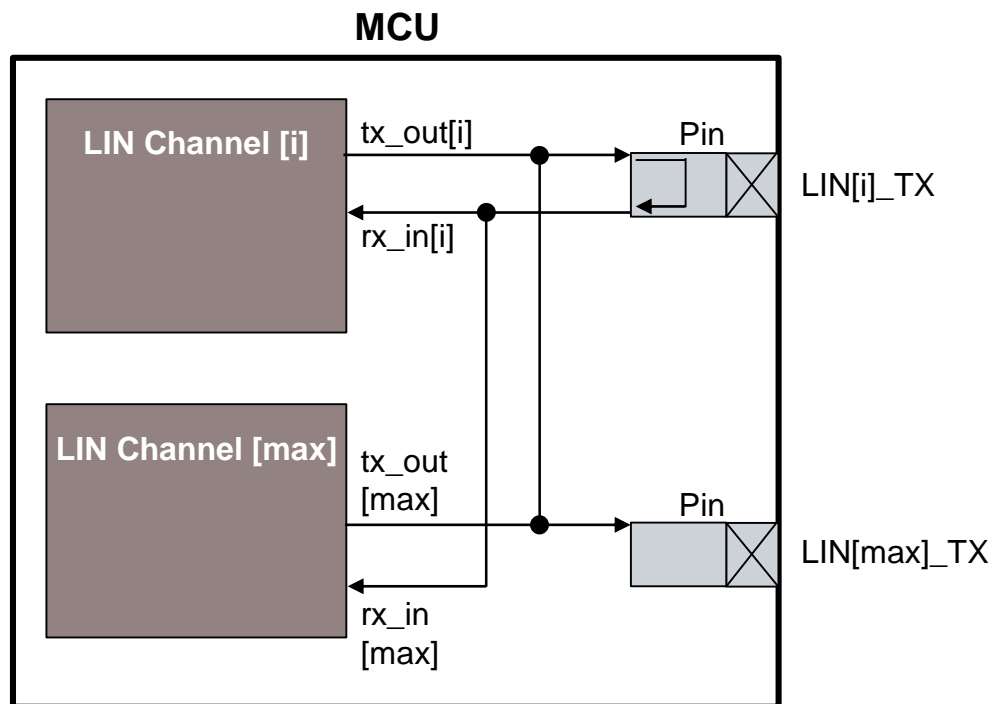 MCU
LIN Channel [i]
tx_out[i]
Pin
LIN[i]_TX
rx_in[i]
LIN Channel [max]
tx_out
[max]
Pin
LIN[max]_TX
rx_in
[max]